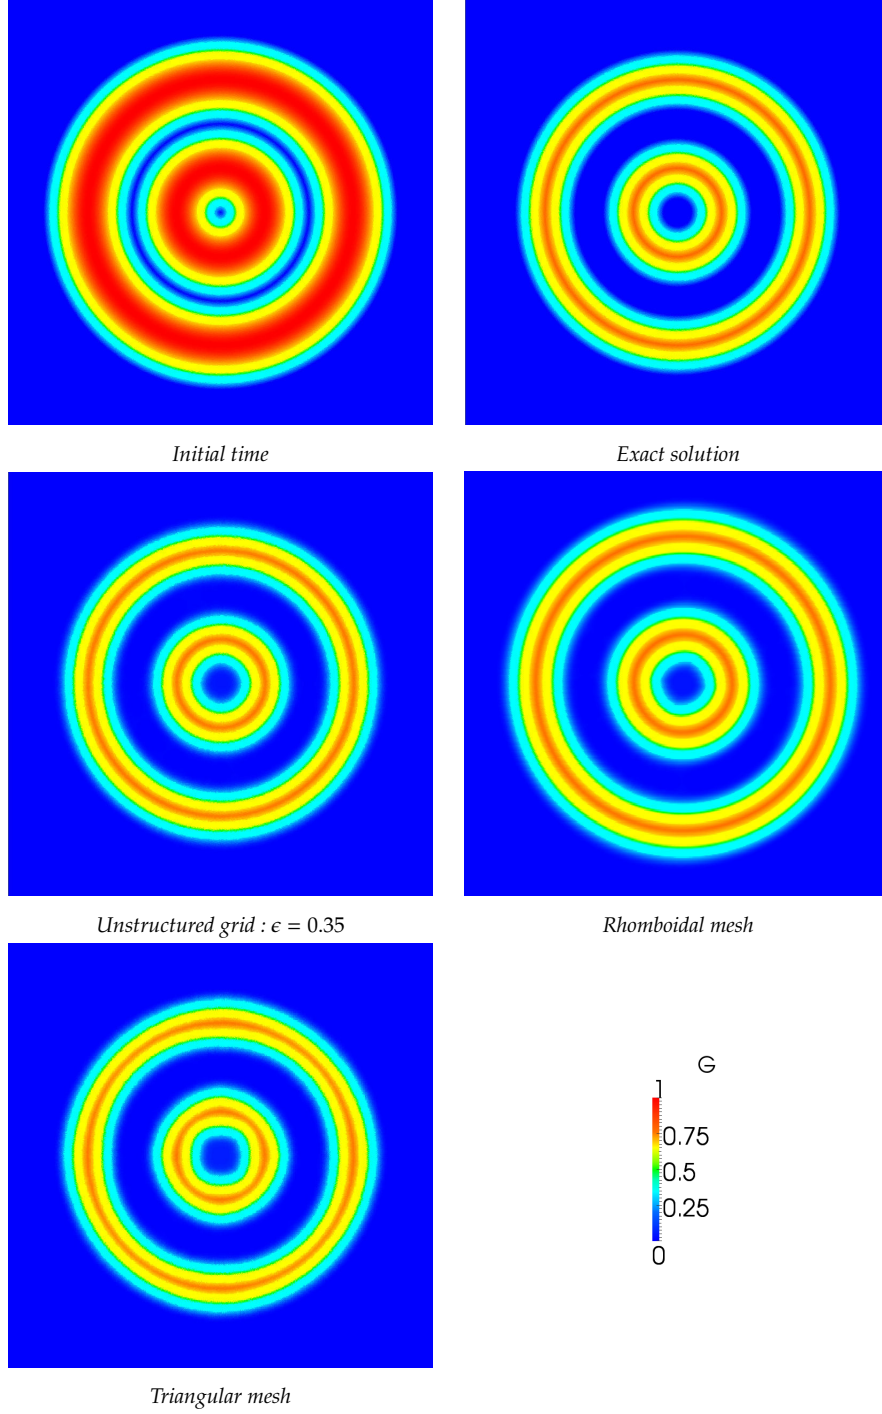 Initial time
Exact solution
Unstructured grid : ϵ = 0.35
Rhomboidal mesh
G
1
0.75
0.5
0.25
0
Triangular mesh